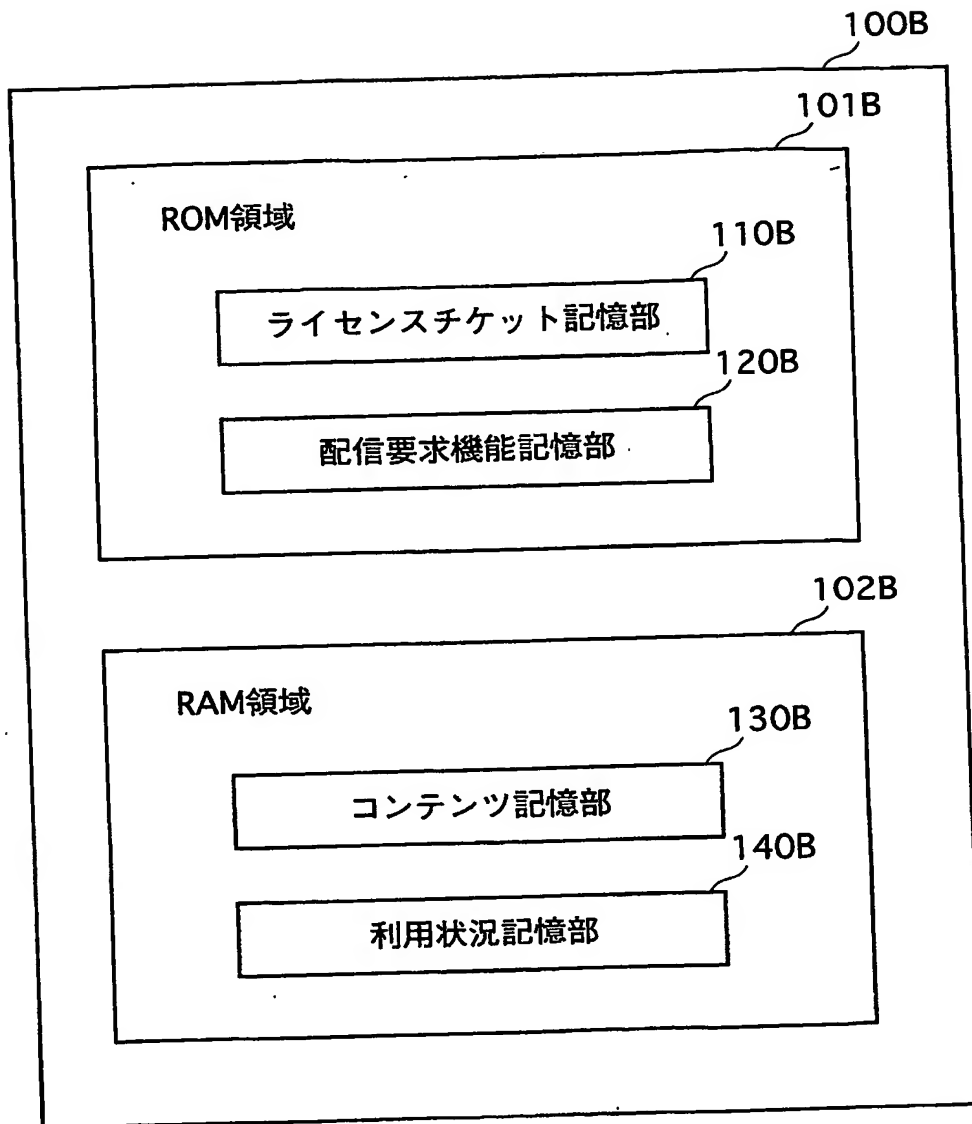 100B
101B
ROM領域
110B
ライセンスチケット記憶部
120B
配信要求機能記憶部
102B
RAM領域
130B
コンテンツ記憶部
140B
利用状況記憶部